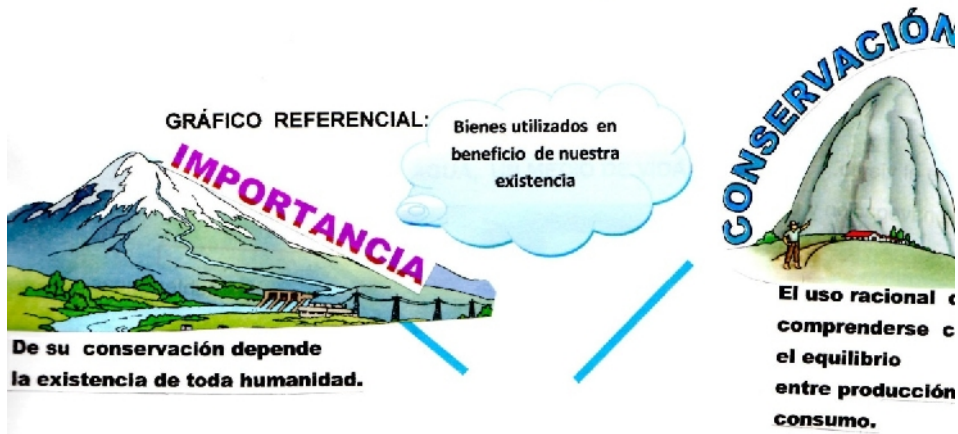 GRÁFICO REFERENCIAL:
Bienes utilizados en
beneficio de nuestra
existencia
IMPORTANCIA
De su conservación depende
la existencia de toda humanidad.
CONSERVACIÓN
El uso racional
comprenderse
el equilibrio
entre producción
consumo.